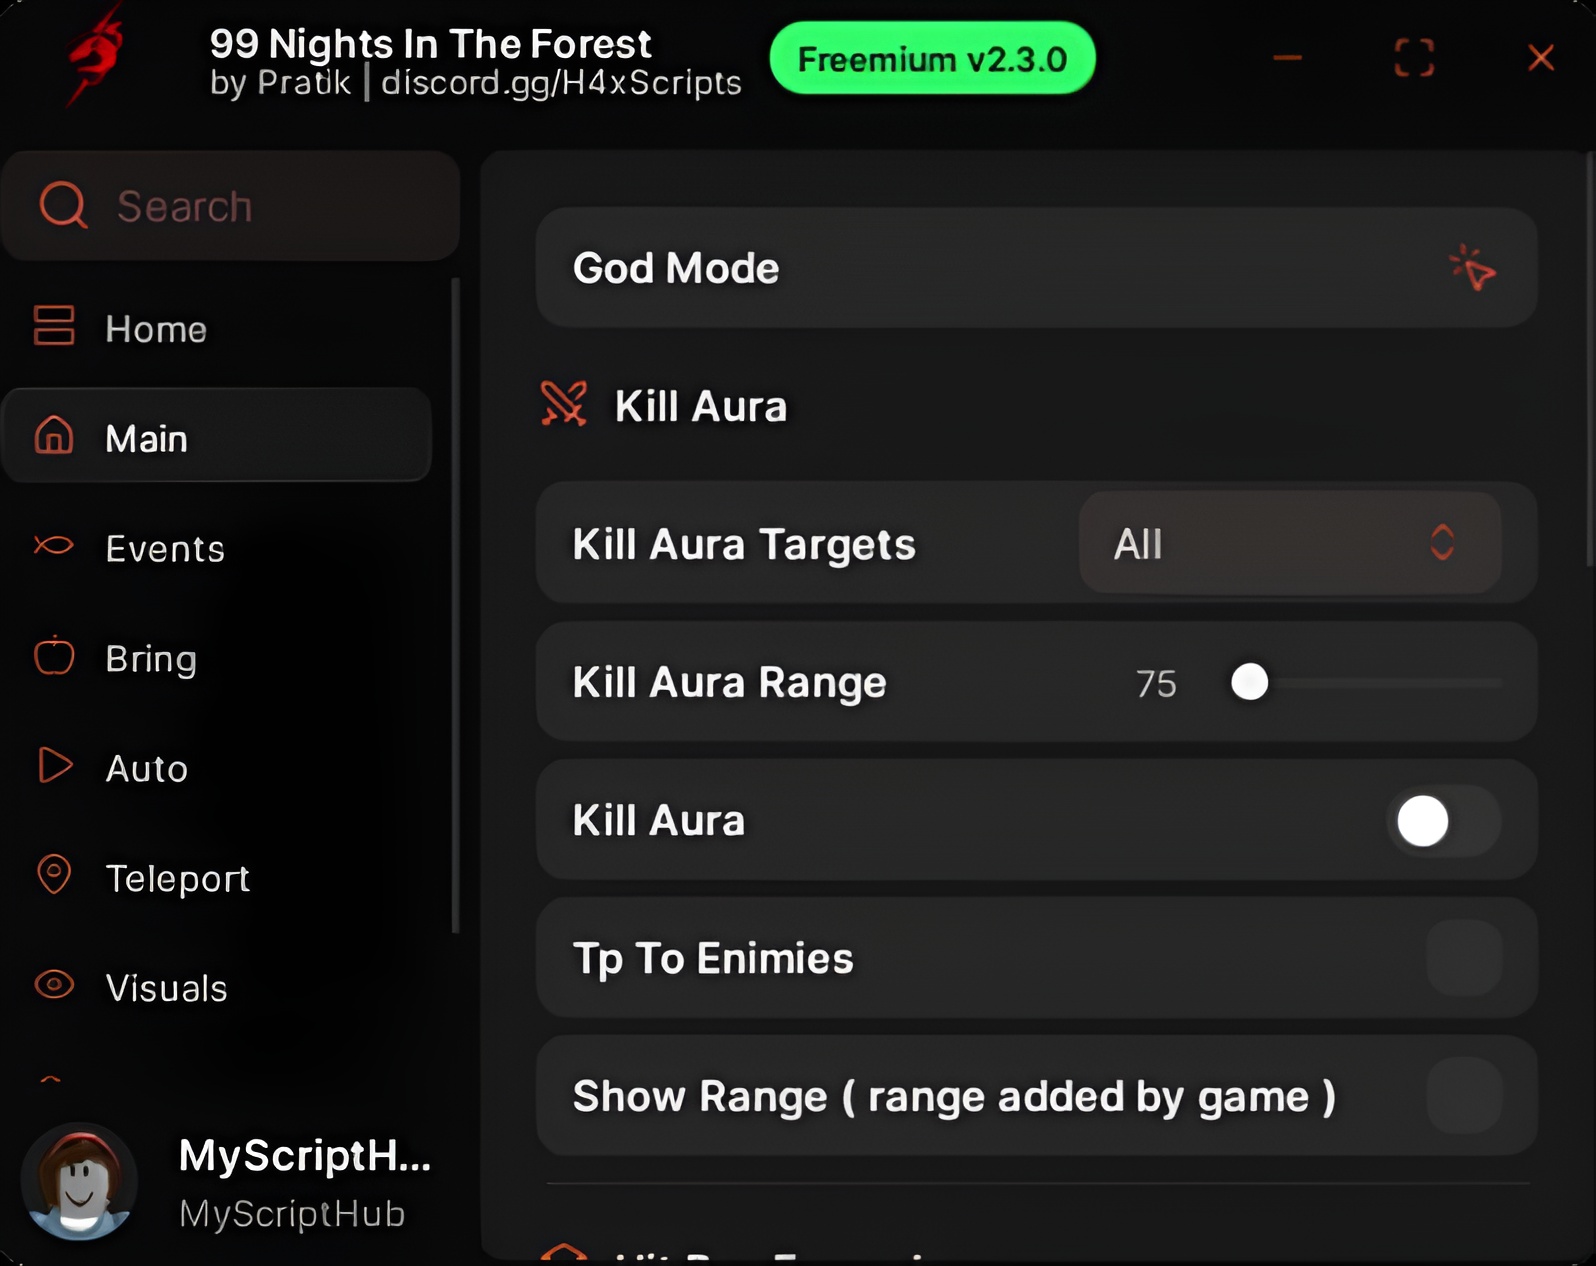 99 Nights In The Forest
by Pratik | discord.gg/H4xScripts
Freemium v2.3.0
Search
Home
Main
Events
Bring
Auto
Teleport
Visuals
MyScriptH...
MyScriptHub
God Mode
Kill Aura
Kill Aura Targets
All
Kill Aura Range
75
Kill Aura
Tp To Enimies
Show Range ( range added by game )